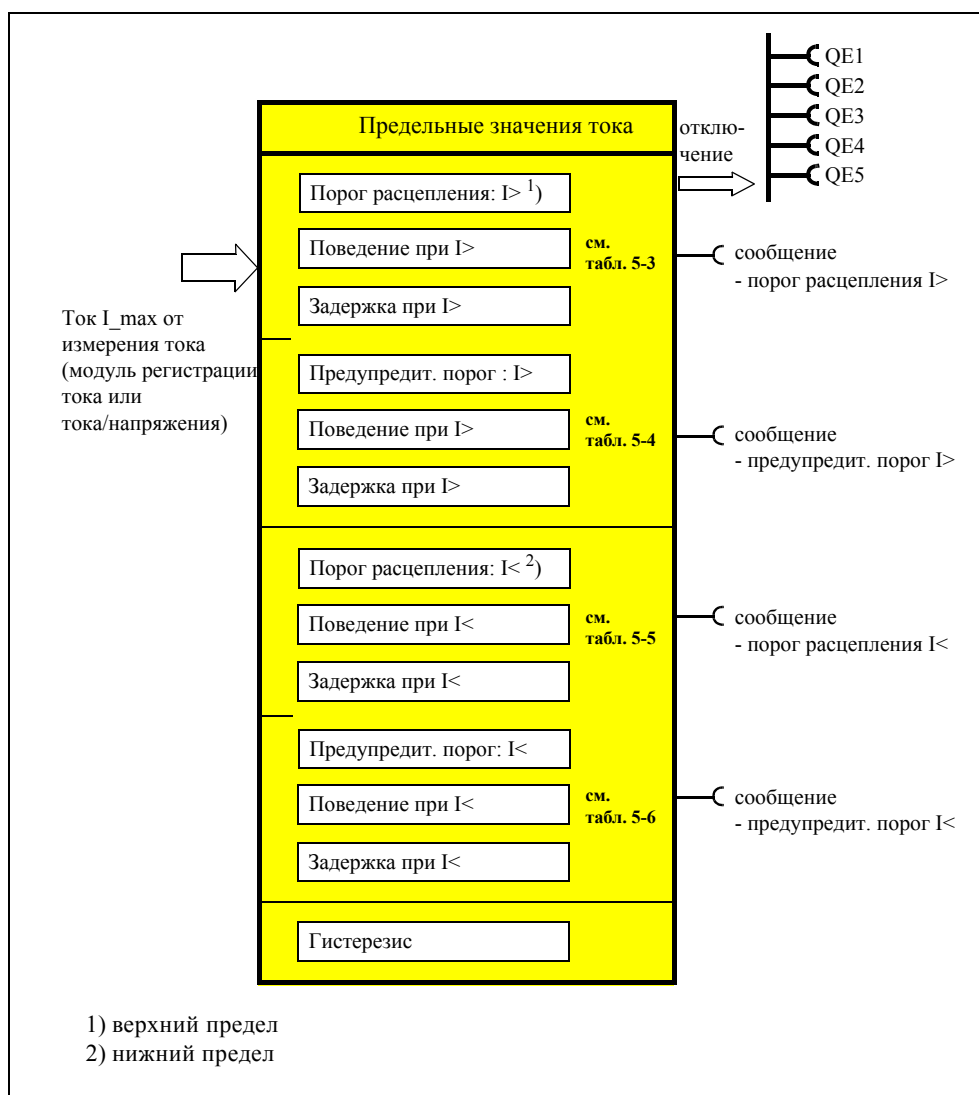 QE1
QE2
QE3
QE4
QE5
Предельные значения тока
отклю-
чение
Порог расцепления: I> 1)
Поведение при I>
см.
табл. 5-3
сообщение
- порог расцепления I>
Задержка при I>
Ток I_max от
измерения тока
(модуль регистрации
тока или
тока/напряжения)
Предупредит. порог : I>
Поведение при I>
см.
табл. 5-4
сообщение
- предупредит. порог I>
Задержка при I>
Порог расцепления: I< 2)
Поведение при I<
см.
табл. 5-5
сообщение
- порог расцепления I<
Задержка при I<
Предупредит. порог: I<
Поведение при I<
см.
табл. 5-6
сообщение
- предупредит. порог I<
Задержка при I<
Гистерезис
1) верхний предел
2) нижний предел